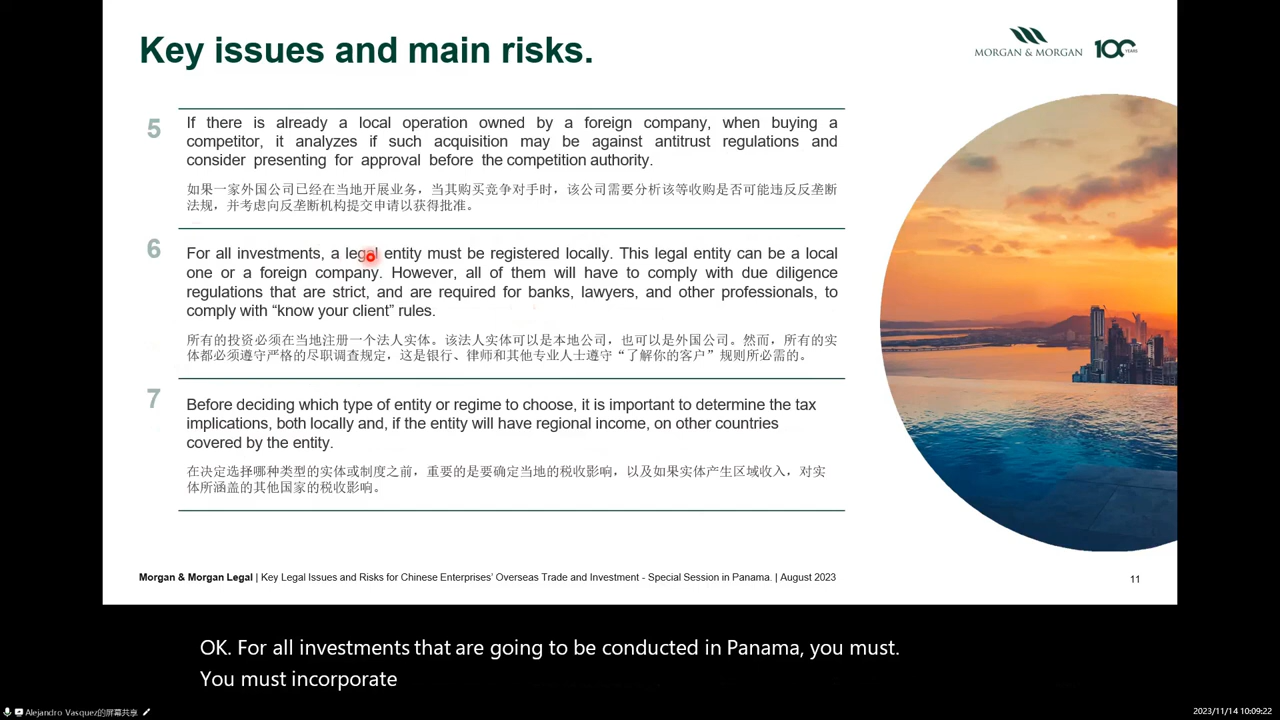 Key issues and main risks.
MORGAN & MORGAN 100 YEARS
5
If there is already a local operation owned by a foreign company, when buying a
competitor, it analyzes if such acquisition may be against antitrust regulations and
consider presenting for approval before the competition authority.
如果一家外国公司已经在当地开展业务，当其购买竞争对手时，该公司需要分析该等收购是否可能违反反垄断
法规，并考虑向反垄断机构提交申请以获得批准。
6
For all investments, a legal entity must be registered locally. This legal entity can be a local
one or a foreign company. However, all of them will have to comply with due diligence
regulations that are strict, and are required for banks, lawyers, and other professionals, to
comply with “know your client” rules.
所有的投资必须在当地注册一个法人实体。该法人实体可以是本地公司，也可以是外国公司。然而，所有的实
体都必须遵守严格的尽职调查规定，这是银行、律师和其他专业人士遵守“了解你的客户”规则所必需的。
7
Before deciding which type of entity or regime to choose, it is important to determine the tax
implications, both locally and, if the entity will have regional income, on other countries
covered by the entity.
在决定选择哪种类型的实体或制度之前，重要的是要确定当地的税收影响，以及如果实体产生区域收入，对实
体所涵盖的其他国家的税收影响。
Morgan & Morgan Legal | Key Legal Issues and Risks for Chinese Enterprises’ Overseas Trade and Investment - Special Session in Panama. | August 2023
11
OK. For all investments that are going to be conducted in Panama, you must.
You must incorporate
Alejandro Vasquez的屏幕共享
2023/11/14 10:09:22